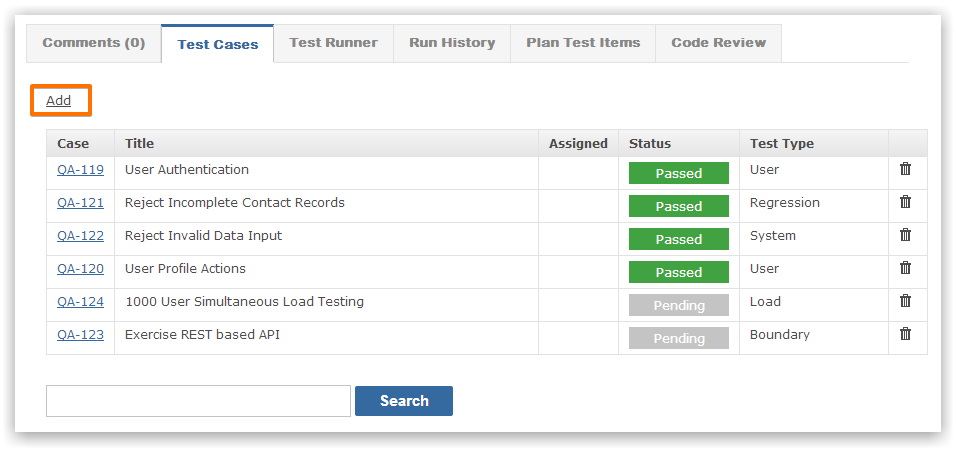 Comments (0) Test Cases Test Runner Run History Plan Test Items Code Review
Add
Case Title Assigned Status Test Type
QA-119 User Authentication Passed User
QA-121 Reject Incomplete Contact Records Passed Regression
QA-122 Reject Invalid Data Input Passed System
QA-120 User Profile Actions Passed User
QA-124 1000 User Simultaneous Load Testing Pending Load
QA-123 Exercise REST based API Pending Boundary
Search